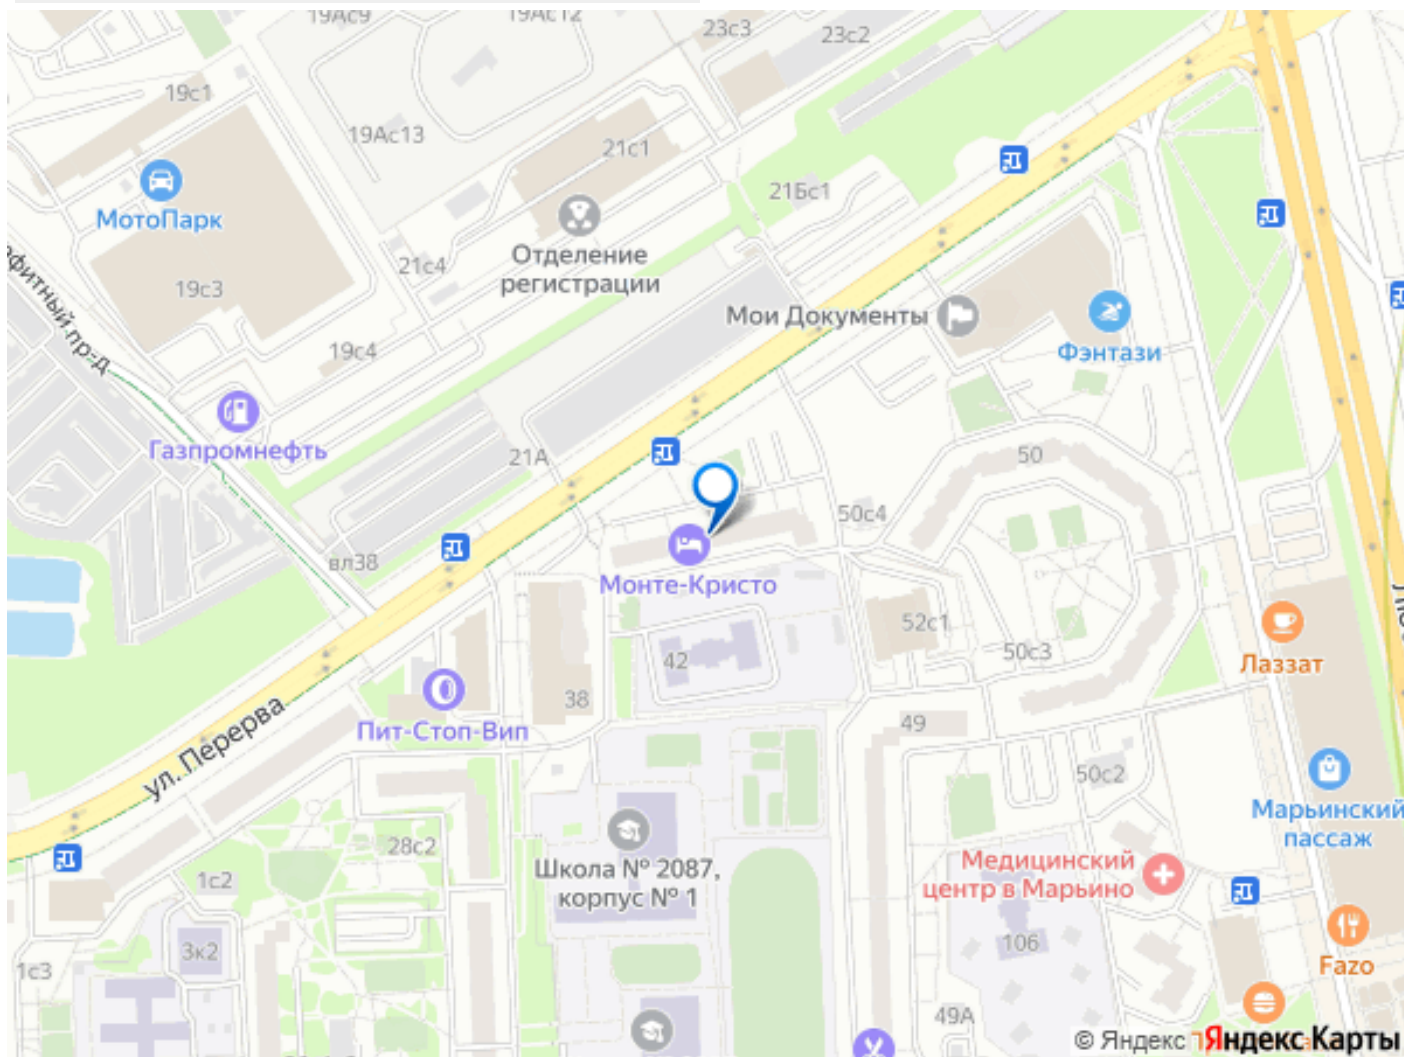 19Ас9
19Ас12
23с3
23с2
19с1
19Ас13
21с1
МотоПарк
21Бс1
Отделение
регистрации
21с4
19с3
Мои Документы
Фэнтази
19с4
Газпромнефть
21А
50
50с4
вл38
Монте-Кристо
52с1
Лаззат
42
50с3
38
ул. Перерва
Пит-Стоп-Вип
49
50с2
Марьинский
пассаж
28с2
Школа № 2087,
корпус № 1
Медицинский
центр в Марьино
1с2
3к2
106
1с3
Fazo
49А
© Яндекс
Яндекс Карты